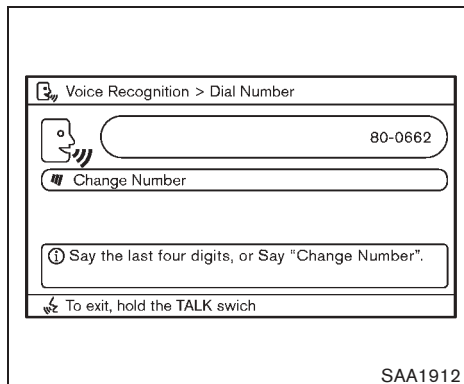 Voice Recognition > Dial Number
80-0662
Change Number
Say the last four digits, or Say “Change Number”.
To exit, hold the TALK swich
SAA1912